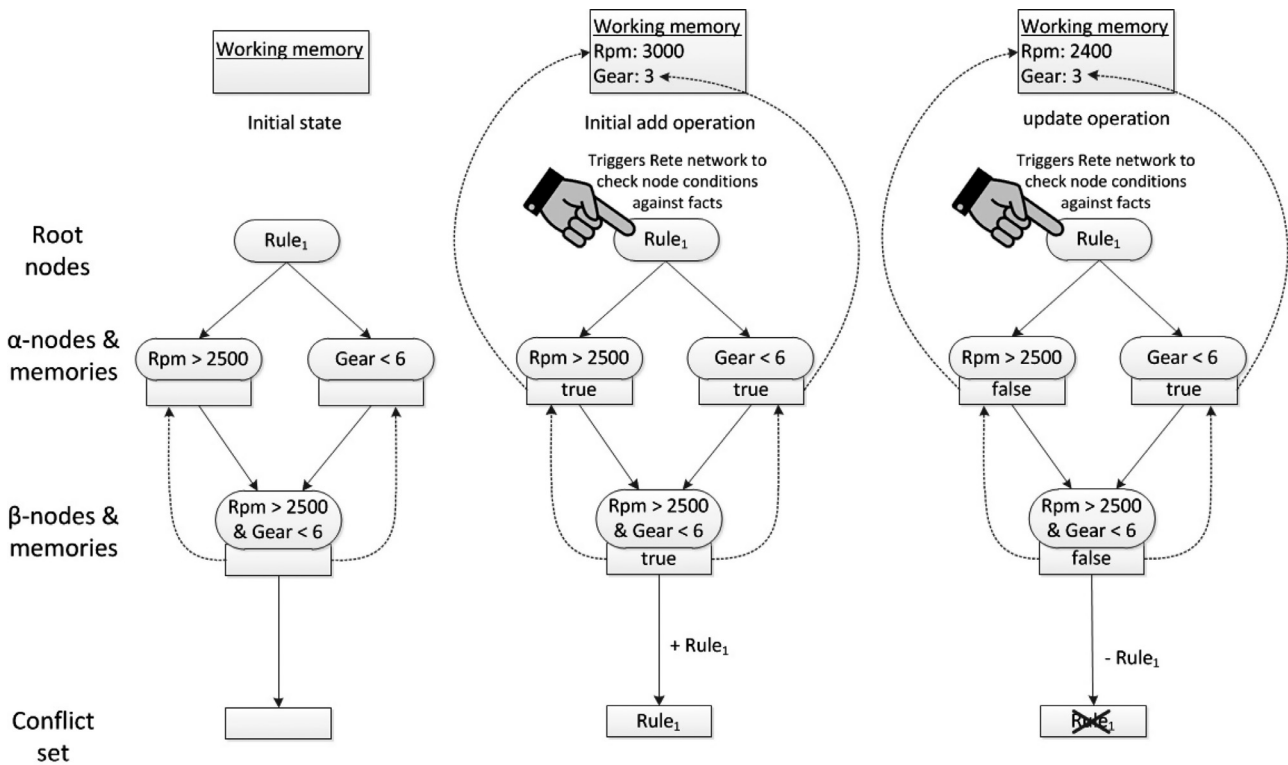 Working memory
Initial state
Working memory
Rpm: 3000
Gear: 3
Initial add operation
Working memory
Rpm: 2400
Gear: 3
update operation
Triggers Rete network to
check node conditions
against facts
Triggers Rete network to
check node conditions
against facts
Root
nodes
Rule₁
Rule₁
Rule₁
α-nodes &
memories
Rpm > 2500
Gear < 6
Rpm > 2500
true
Gear < 6
true
Rpm > 2500
false
Gear < 6
true
β-nodes &
memories
Rpm > 2500
& Gear < 6
Rpm > 2500
& Gear < 6
true
Rpm > 2500
& Gear < 6
false
+ Rule₁
- Rule₁
Conflict
set
Rule₁
Rule₁